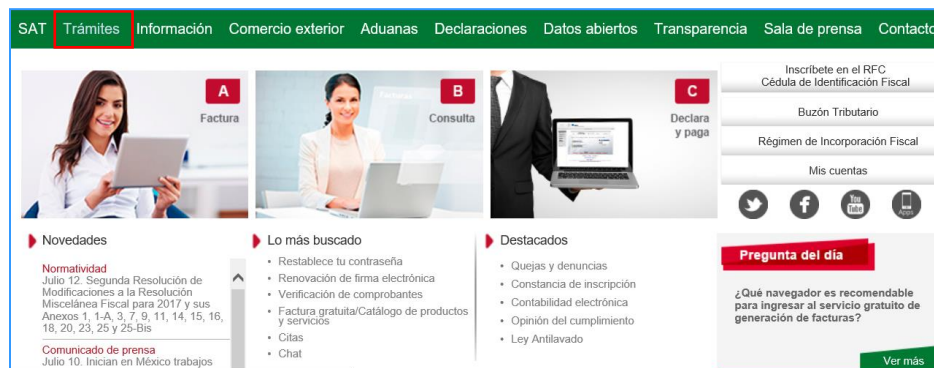 SAT Trámites Información Comercio exterior Aduanas Declaraciones Datos abiertos Transparencia Sala de prensa Contacto
A
Factura
Facturas
B
Consulta
C
Declara
y paga
Inscríbete en el RFC
Cédula de Identificación Fiscal
Buzón Tributario
Régimen de Incorporación Fiscal
Mis cuentas
You
Tube
Apps
Novedades
Normatividad
Julio 12. Segunda Resolución de
Modificaciones a la Resolución
Miscelánea Fiscal para 2017 y sus
Anexos 1, 1-A, 3, 7, 9, 11, 14, 15, 16,
18, 20, 23, 25 y 25-Bis
Comunicado de prensa
Julio 10. Inician en México trabajos
Lo más buscado
• Restablece tu contraseña
• Renovación de firma electrónica
• Verificación de comprobantes
• Factura gratuita/Catálogo de productos
y servicios
• Citas
• Chat
Destacados
• Quejas y denuncias
• Constancia de inscripción
• Contabilidad electrónica
• Opinión del cumplimiento
• Ley Antilavado
Pregunta del día
¿Qué navegador es recomendable
para ingresar al servicio gratuito de
generación de facturas?
Ver más